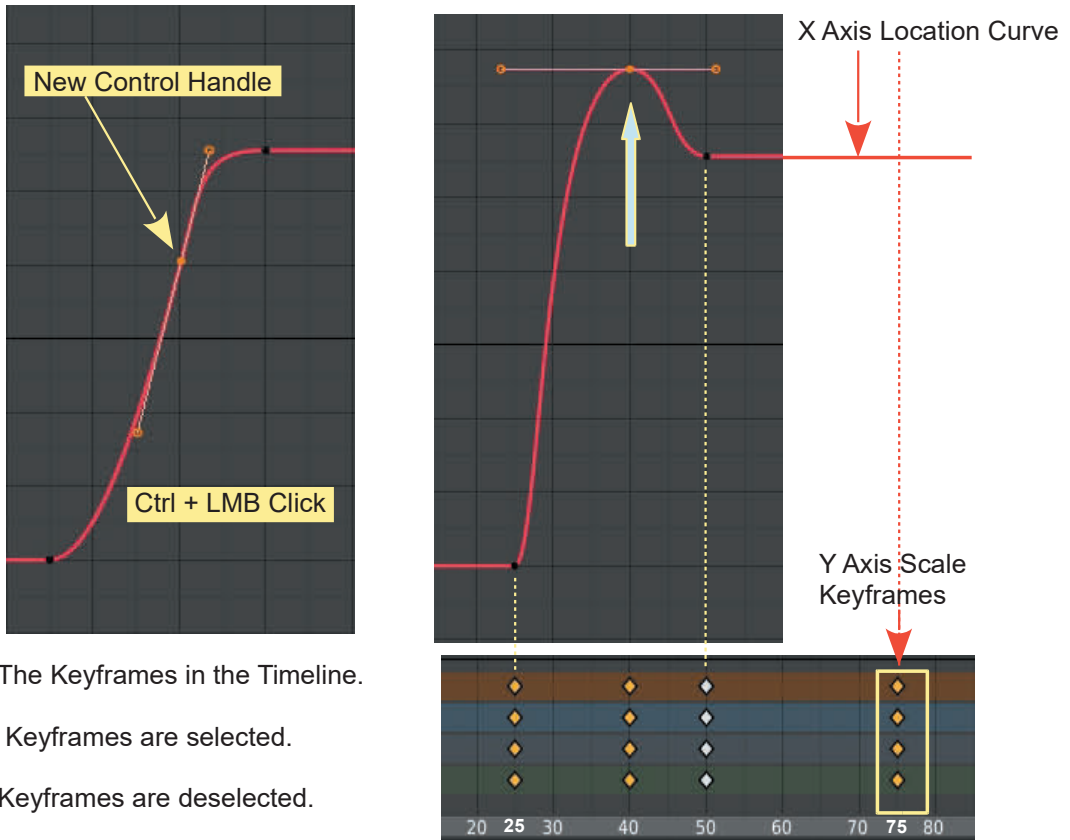 New Control Handle
Ctrl + LMB Click
X Axis Location Curve
Y Axis Scale
Keyframes
The Keyframes in the Timeline.
Keyframes are selected.
Keyframes are deselected.
20 25 30 40 50 60 70 75 80